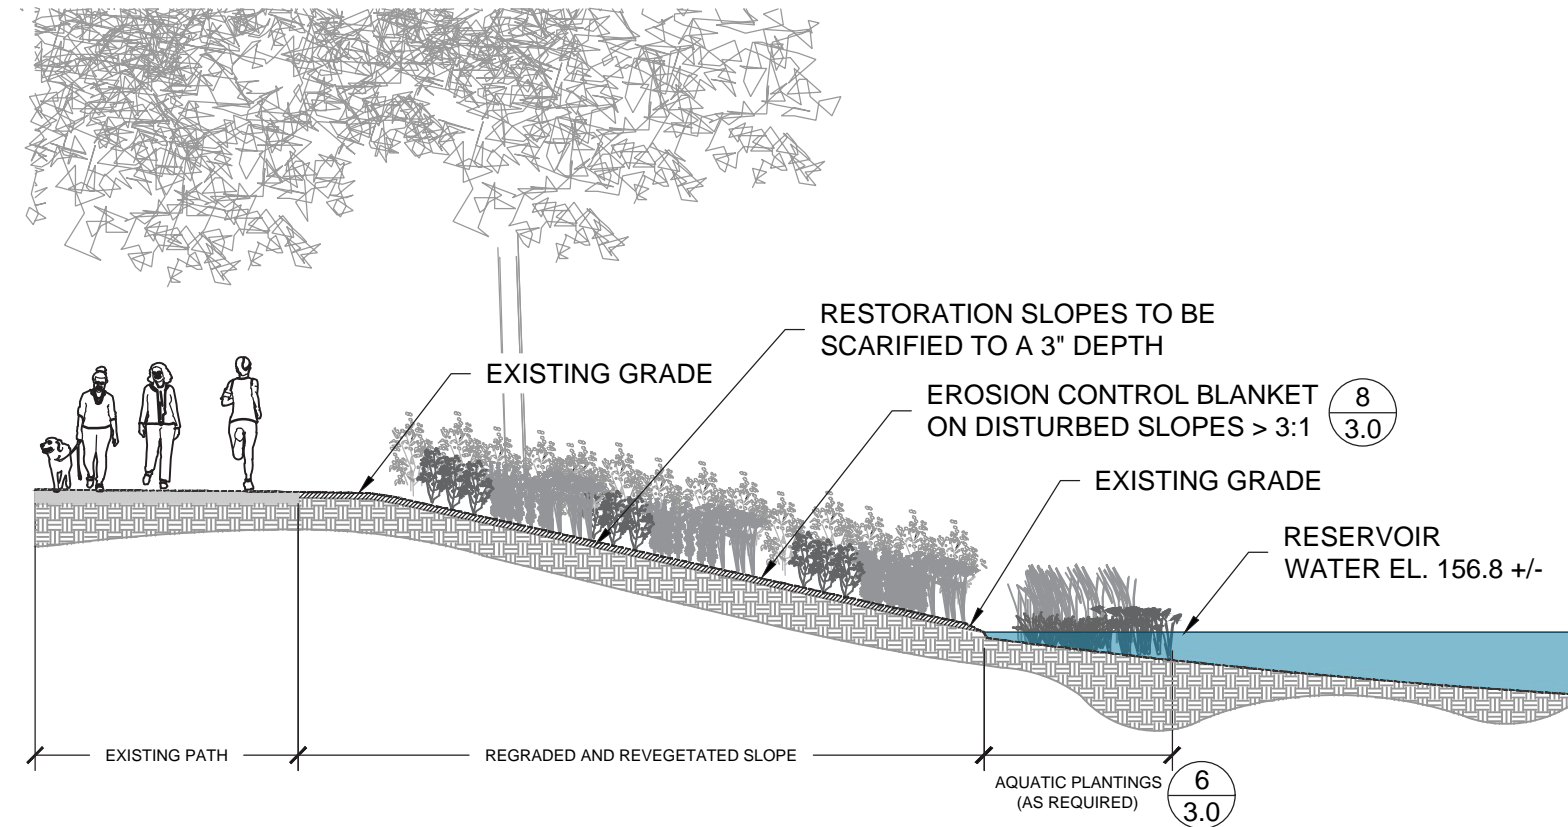 RESTORATION SLOPES TO BE
SCARIFIED TO A 3" DEPTH
EXISTING GRADE
EROSION CONTROL BLANKET
ON DISTURBED SLOPES > 3:1
8
3.0
EXISTING GRADE
RESERVOIR
WATER EL. 156.8 +/-
EXISTING PATH
REGRADED AND REVEGETATED SLOPE
AQUATIC PLANTINGS
(AS REQUIRED)
6
3.0